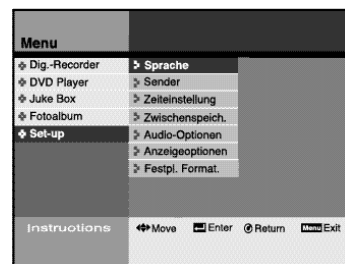 Menu
Dig.-Recorder
DVD Player
Juke Box
Fotoalbum
Set-up
Sprache
Sender
Zeiteinstellung
Zwischenspeich.
Audio-Optionen
Anzeigeoptionen
Festpl. Format.
Instructions Move Enter Return Menu Exit